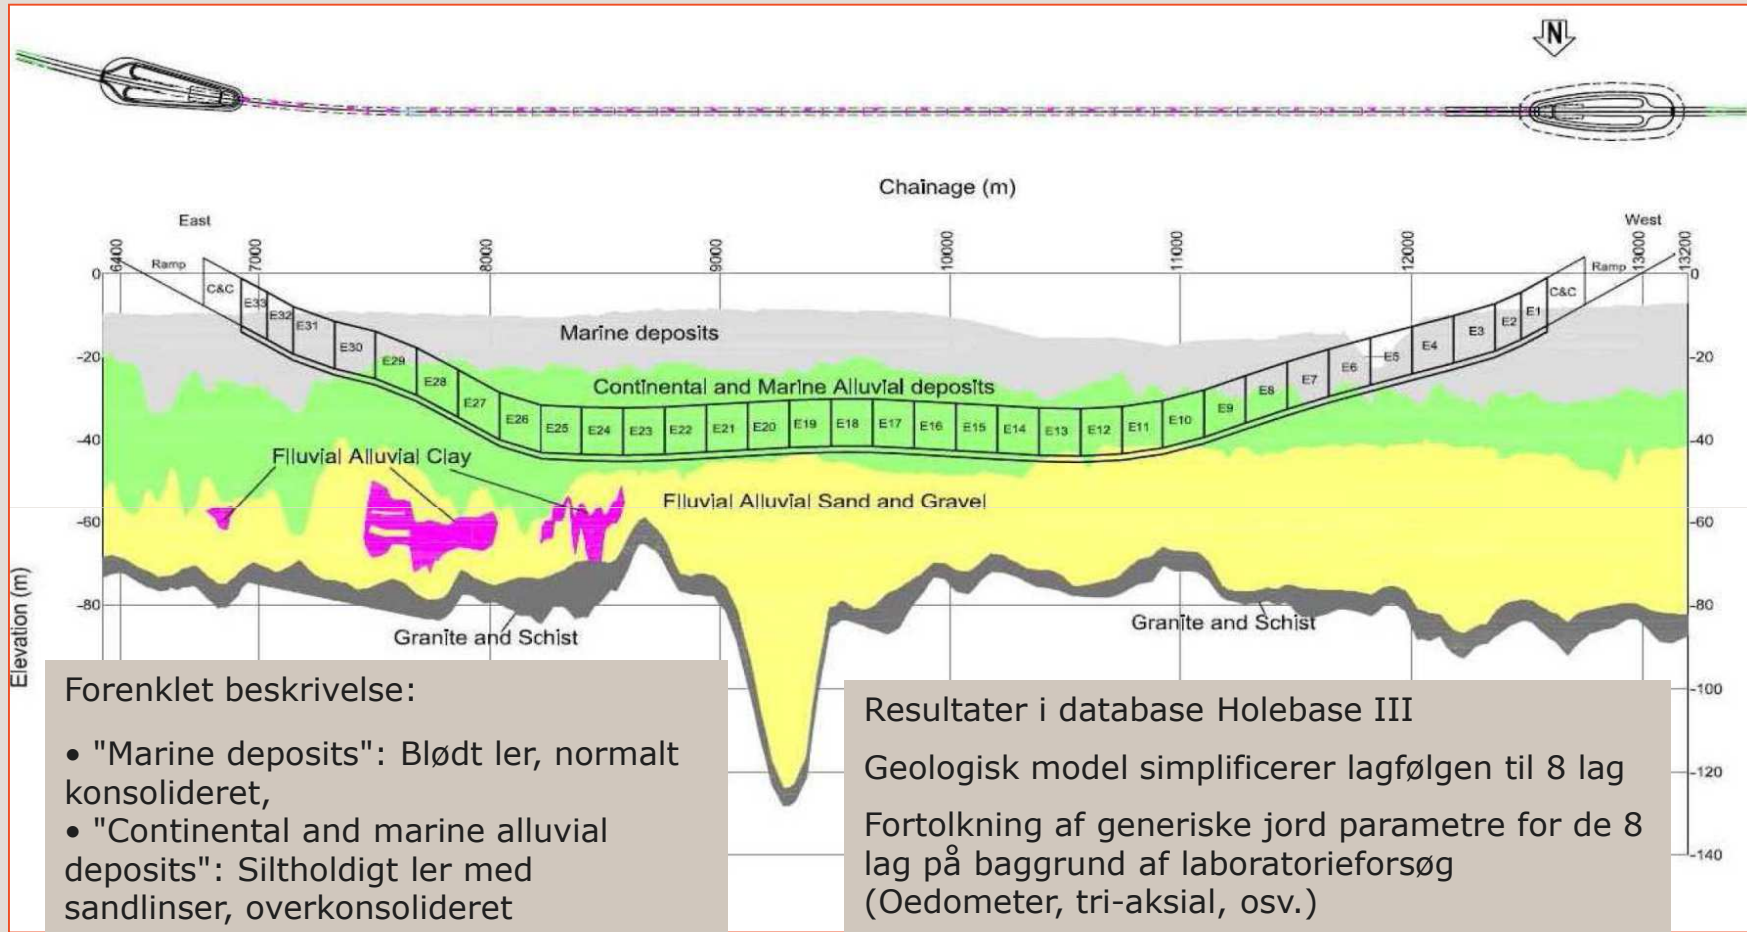 N
Chainage (m)
East
West
6400
7000
8000
9000
10000
11000
12000
13000
13200
Ramp
Ramp
0
0
C&C
E33
E32
E31
E30
E29
E28
E27
E26
E25
E24
E23
E22
E21
E20
E19
E18
E17
E16
E15
E14
E13
E12
E11
E10
E9
E8
E7
E6
E5
E4
E3
E2
E1
C&C
Marine deposits
-20
-20
Continental and Marine Alluvial deposits
-40
-40
Flluvial Alluvial Clay
Flluvial Alluvial Sand and Gravel
-60
-60
-80
-80
Granite and Schist
Granite and Schist
Elevation (m)
-100
-120
-140
Forenklet beskrivelse:
• "Marine deposits": Blødt ler, normalt
konsolideret,
• "Continental and marine alluvial
deposits": Siltholdigt ler med
sandlinser, overkonsolideret
Resultater i database Holebase III
Geologisk model simplificerer lagfølgen til 8 lag
Fortolkning af generiske jord parametre for de 8
lag på baggrund af laboratorieforsøg
(Oedometer, tri-aksial, osv.)